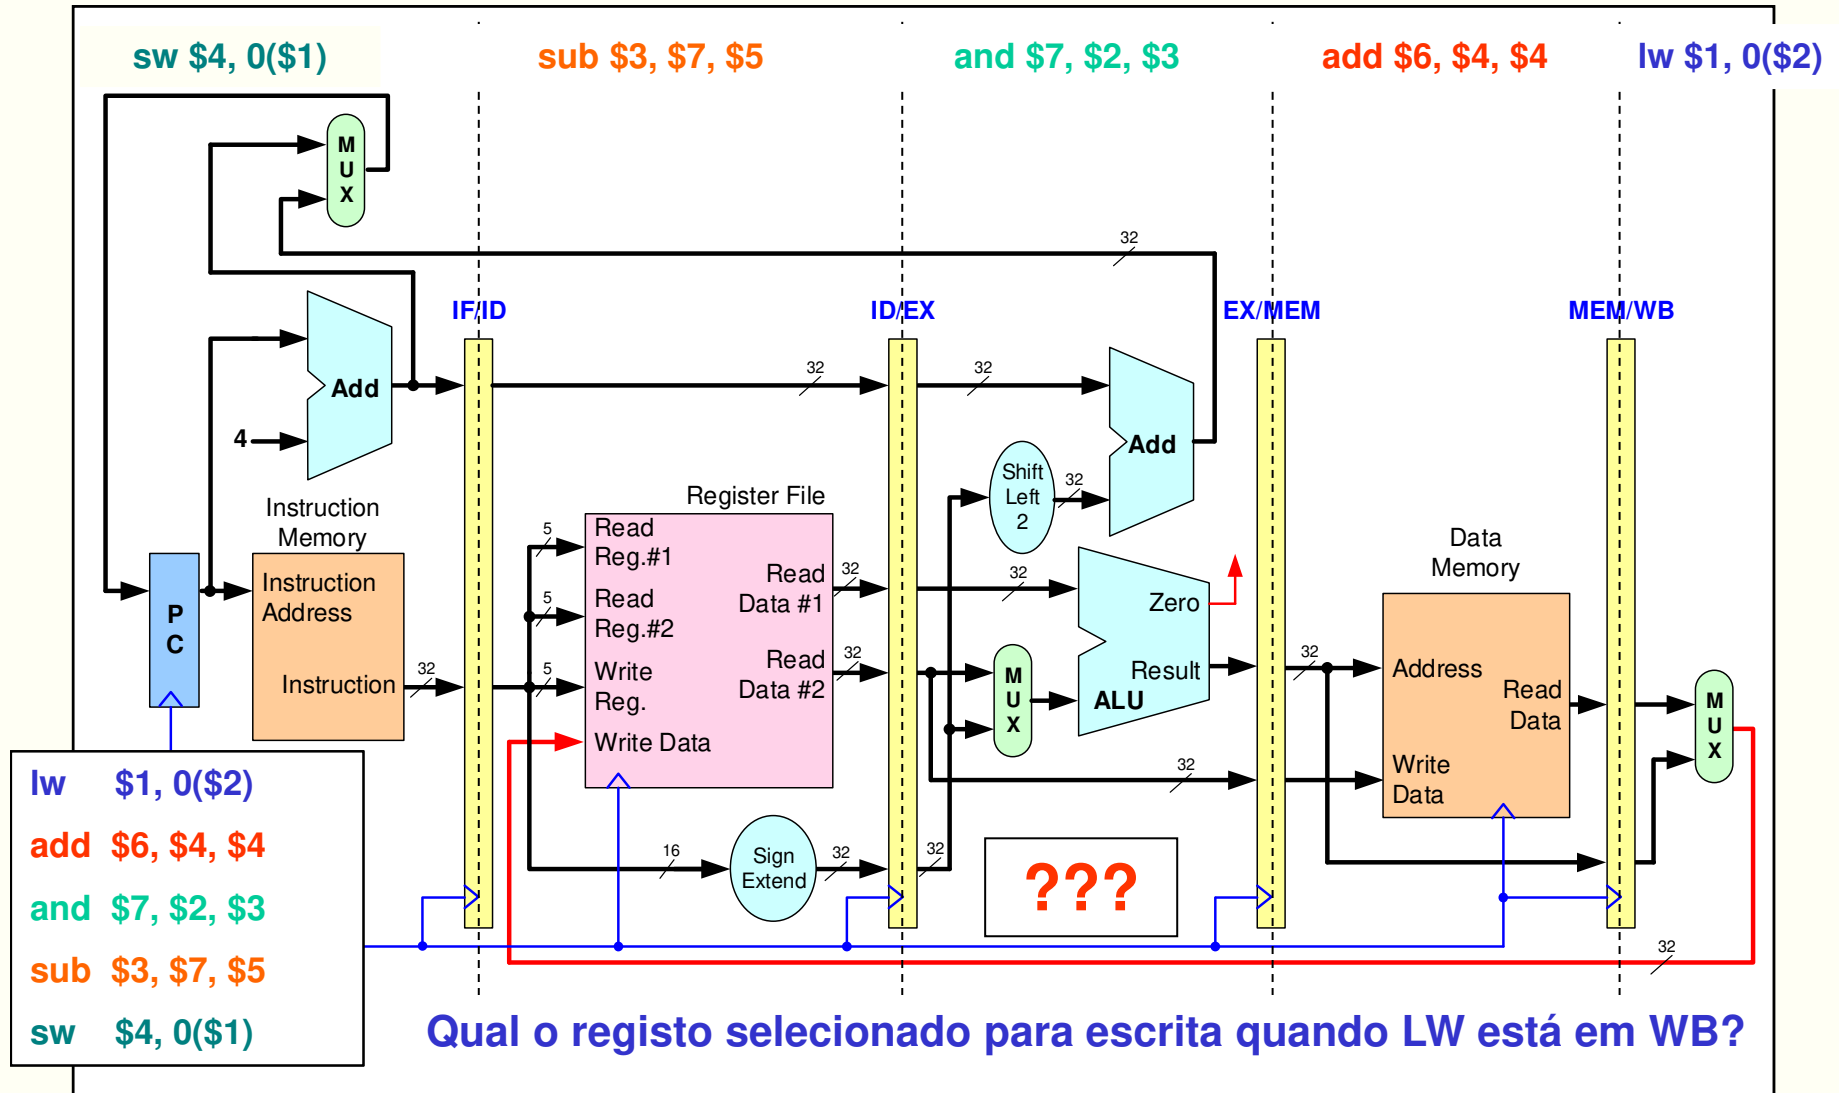 sw $4, 0($1)
sub $3, $7, $5
and $7, $2, $3
add $6, $4, $4
lw $1, 0($2)
M
U
X
32
IF/ID
ID/EX
EX/MEM
MEM/WB
Add
4
32
32
Add
Shift
Left
2
32
Instruction
Memory
Register File
Data
Memory
P
C
Instruction
Address
Instruction
32
5
Read
Reg.#1
5
Read
Reg.#2
5
Write
Reg.
Write Data
Read
Data #1
32
Read
Data #2
32
32
M
U
X
Zero
Result
ALU
32
32
Address
Read
Data
Write
Data
M
U
X
16
Sign
Extend
32
32
???
32
lw $1, 0($2)
add $6, $4, $4
and $7, $2, $3
sub $3, $7, $5
sw $4, 0($1)
Qual o registo selecionado para escrita quando LW está em WB?